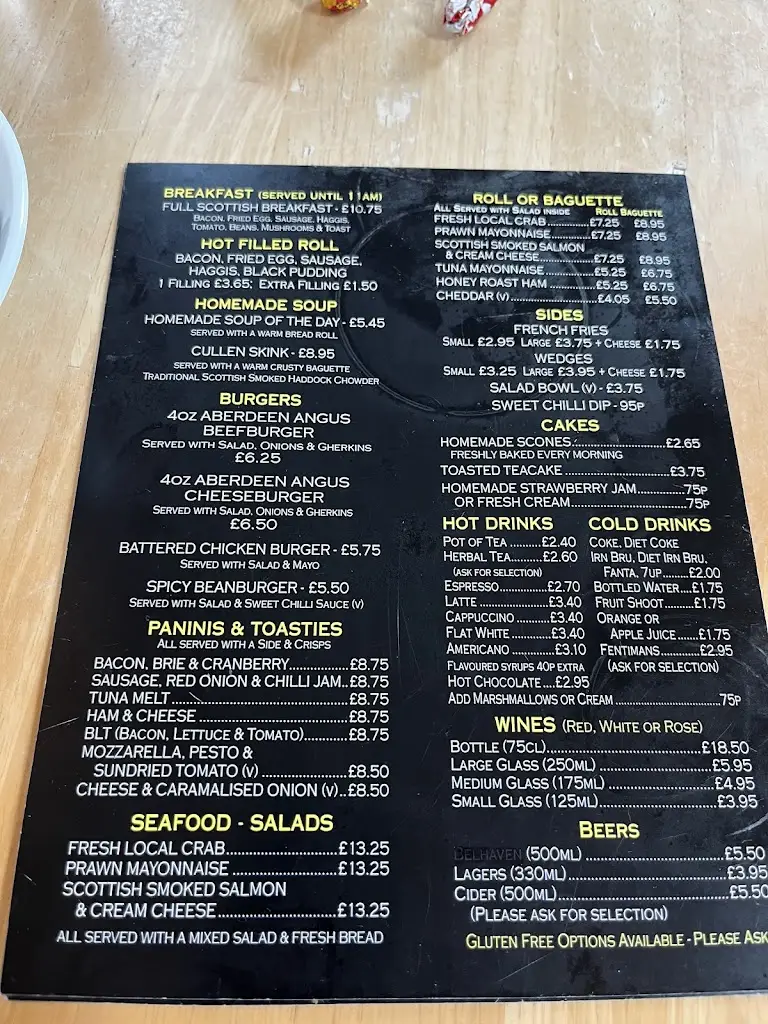 BREAKFAST (SERVED UNTIL 11AM)
FULL SCOTTISH BREAKFAST - £10.75
BACON, FRIED EGG, SAUSAGE, HAGGIS,
TOMATO, BEANS, MUSHROOMS & TOAST
HOT FILLED ROLL
BACON, FRIED EGG, SAUSAGE,
HAGGIS, BLACK PUDDING
1 FILLING £3.65; EXTRA FILLING £1.50
HOMEMADE SOUP
HOMEMADE SOUP OF THE DAY - £5.45
SERVED WITH A WARM BREAD ROLL
CULLEN SKINK - £8.95
SERVED WITH A WARM CRUSTY BAGUETTE
TRADITIONAL SCOTTISH SMOKED HADDOCK CHOWDER
BURGERS
4OZ ABERDEEN ANGUS
BEEFBURGER
SERVED WITH SALAD, ONIONS & GHERKINS
£6.25
4OZ ABERDEEN ANGUS
CHEESEBURGER
SERVED WITH SALAD, ONIONS & GHERKINS
£6.50
BATTERED CHICKEN BURGER - £5.75
SERVED WITH SALAD & MAYO
SPICY BEANBURGER - £5.50
SERVED WITH SALAD & SWEET CHILLI SAUCE (V)
PANINIS & TOASTIES
ALL SERVED WITH A SIDE & CRISPS
BACON, BRIE & CRANBERRY...............£8.75
SAUSAGE, RED ONION & CHILLI JAM..£8.75
TUNA MELT...............£8.75
HAM & CHEESE...............£8.75
BLT (BACON, LETTUCE & TOMATO)...........£8.75
MOZZARELLA, PESTO &
SUNDRIED TOMATO (V)...............£8.50
CHEESE & CARAMALISED ONION (V)..£8.50
SEAFOOD - SALADS
FRESH LOCAL CRAB...............£13.25
PRAWN MAYONNAISE...............£13.25
SCOTTISH SMOKED SALMON
& CREAM CHEESE...............£13.25
ALL SERVED WITH A MIXED SALAD & FRESH BREAD
ROLL OR BAGUETTE
ALL SERVED WITH SALAD INSIDE ROLL BAGUETTE
FRESH LOCAL CRAB...........£7.25 £8.95
PRAWN MAYONNAISE...........£7.25 £8.95
SCOTTISH SMOKED SALMON
& CREAM CHEESE...........£7.25 £8.95
TUNA MAYONNAISE...........£5.25 £6.75
HONEY ROAST HAM...........£5.25 £6.75
CHEDDAR (V)...............£4.05 £5.50
SIDES
FRENCH FRIES
SMALL £2.95 LARGE £3.75 + CHEESE £1.75
WEDGES
SMALL £3.25 LARGE £3.95 + CHEESE £1.75
SALAD BOWL (V) - £3.75
SWEET CHILLI DIP - 95P
CAKES
HOMEMADE SCONES...............£2.65
FRESHLY BAKED EVERY MORNING
TOASTED TEACAKE...............£3.75
HOMEMADE STRAWBERRY JAM.............75P
OR FRESH CREAM...............75P
HOT DRINKS
POT OF TEA.........£2.40
HERBAL TEA.........£2.60
(ASK FOR SELECTION)
ESPRESSO...........£2.70
LATTE...............£3.40
CAPPUCCINO.........£3.40
FLAT WHITE.........£3.40
AMERICANO.........£3.10
FLAVOURED SYRUPS 40P EXTRA
HOT CHOCOLATE....£2.95
ADD MARSHMALLOWS OR CREAM...............75P
COLD DRINKS
COKE, DIET COKE
IRN BRU, DIET IRN BRU,
FANTA, 7UP........£2.00
BOTTLED WATER...£1.75
FRUIT SHOOT........£1.75
ORANGE OR
APPLE JUICE......£1.75
FENTIMANS..........£2.95
(ASK FOR SELECTION)
WINES (RED, WHITE OR ROSE)
BOTTLE (75CL)...............£18.50
LARGE GLASS (250ML)...............£5.95
MEDIUM GLASS (175ML)...............£4.95
SMALL GLASS (125ML)...............£3.95
BEERS
BELHAVEN (500ML)...............£5.50
LAGERS (330ML)...............£3.95
CIDER (500ML)...............£5.50
(PLEASE ASK FOR SELECTION)
GLUTEN FREE OPTIONS AVAILABLE - PLEASE ASK